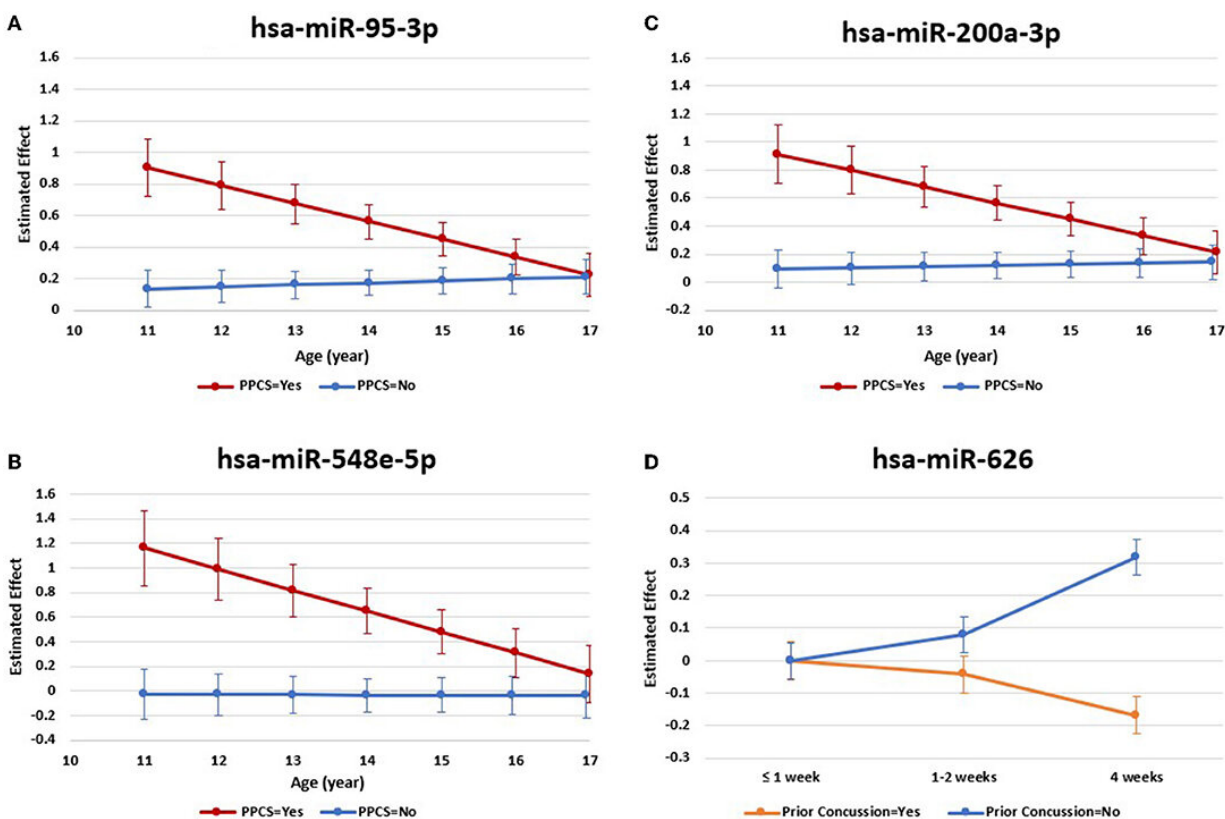 A
hsa-miR-95-3p
Estimated Effect
1.6
1.4
1.2
1
0.8
0.6
0.4
0.2
0
10 11 12 13 14 15 16 17
Age (year)
PPCS=Yes PPCS=No
C
hsa-miR-200a-3p
Estimated Effect
1.6
1.4
1.2
1
0.8
0.6
0.4
0.2
0
-0.2
10 11 12 13 14 15 16 17
Age (year)
PPCS=Yes PPCS=No
B
hsa-miR-548e-5p
Estimated Effect
1.6
1.4
1.2
1
0.8
0.6
0.4
0.2
0
-0.2
-0.4
10 11 12 13 14 15 16 17
Age (year)
PPCS=Yes PPCS=No
D
hsa-miR-626
Estimated Effect
0.5
0.4
0.3
0.2
0.1
0
-0.1
-0.2
-0.3
≤ 1 week 1-2 weeks 4 weeks
Prior Concussion=Yes Prior Concussion=No